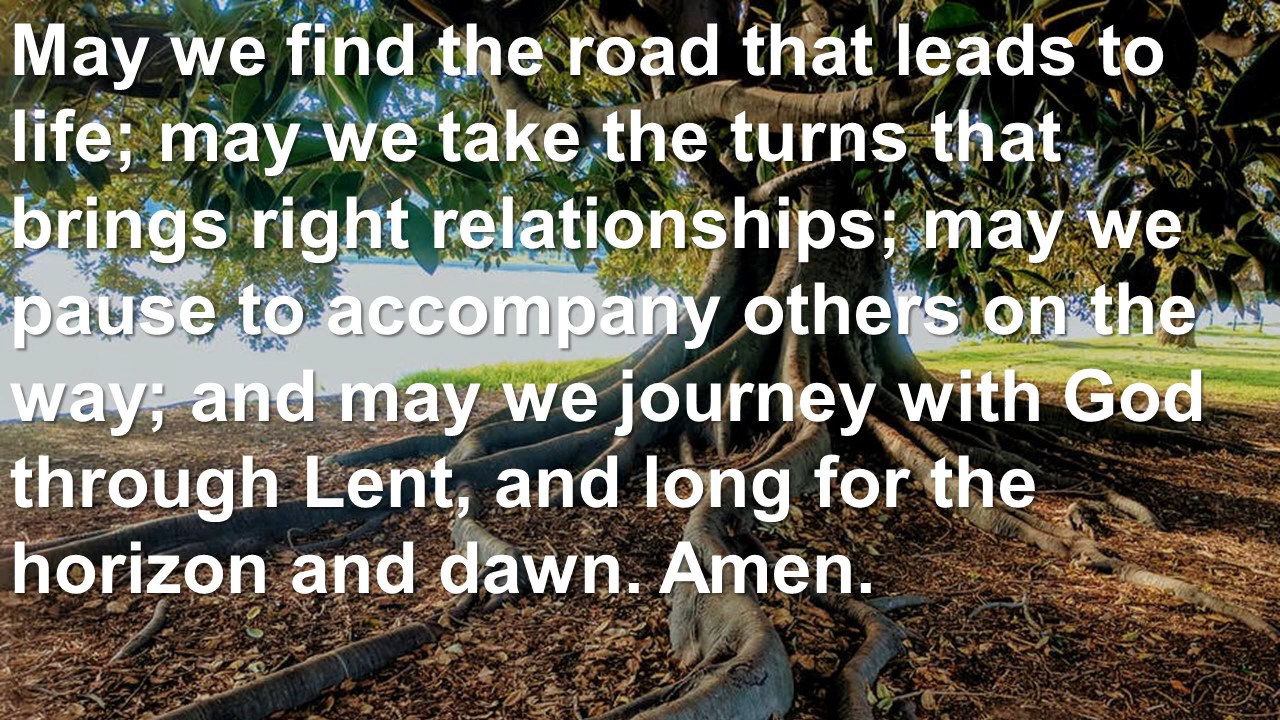 May we find the road that leads to
life; may we take the turns that
brings right relationships; may we
pause to accompany others on the
way; and may we journey with God
through Lent, and long for the
horizon and dawn. Amen.